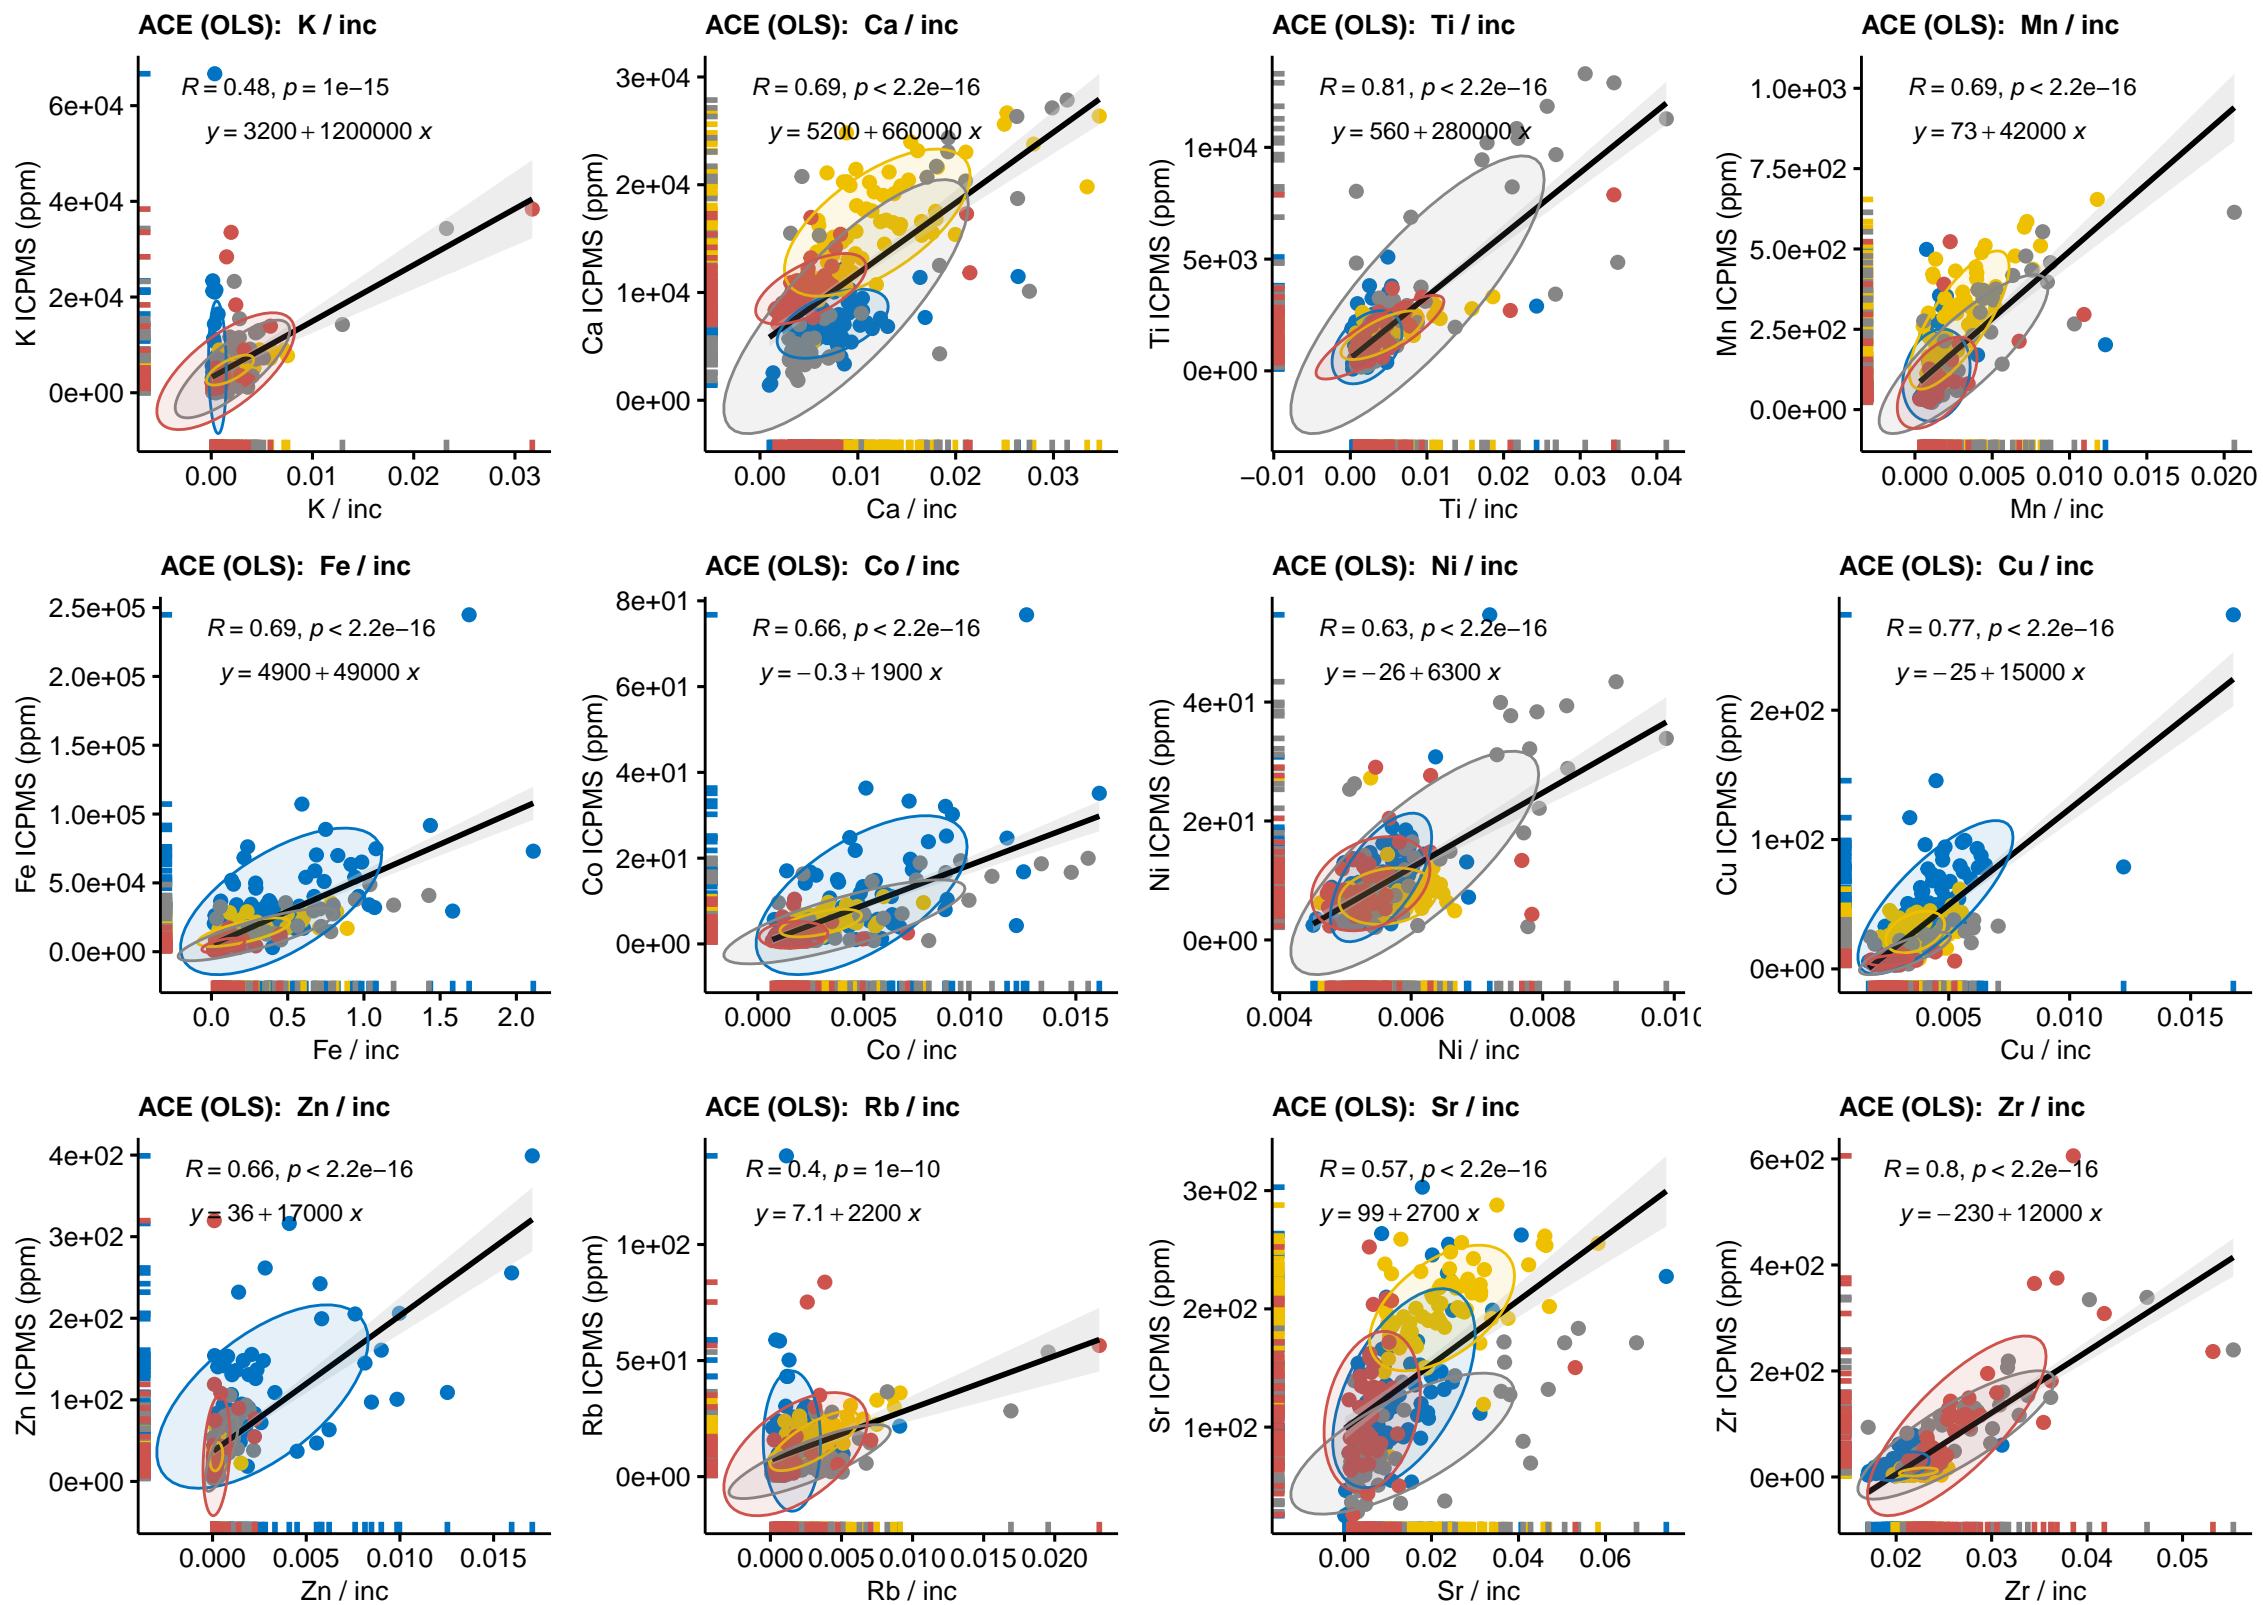 ACE (OLS): K / inc
R = 0.48, p = 1e−15
y = 3200 + 1200000 x
K ICPMS (ppm)
6e+04
4e+04
2e+04
0e+00
0.00 0.01 0.02 0.03
K / inc
ACE (OLS): Ca / inc
R = 0.69, p < 2.2e−16
y = 5200 + 660000 x
Ca ICPMS (ppm)
3e+04
2e+04
1e+04
0e+00
0.00 0.01 0.02 0.03
Ca / inc
ACE (OLS): Ti / inc
R = 0.81, p < 2.2e−16
y = 560 + 280000 x
Ti ICPMS (ppm)
1e+04
5e+03
0e+00
−0.01 0.00 0.01 0.02 0.03 0.04
Ti / inc
ACE (OLS): Mn / inc
R = 0.69, p < 2.2e−16
y = 73 + 42000 x
Mn ICPMS (ppm)
1.0e+03
7.5e+02
5.0e+02
2.5e+02
0.0e+00
0.000 0.005 0.010 0.015 0.020
Mn / inc
ACE (OLS): Fe / inc
R = 0.69, p < 2.2e−16
y = 4900 + 49000 x
Fe ICPMS (ppm)
2.5e+05
2.0e+05
1.5e+05
1.0e+05
5.0e+04
0.0e+00
0.0 0.5 1.0 1.5 2.0
Fe / inc
ACE (OLS): Co / inc
R = 0.66, p < 2.2e−16
y = −0.3 + 1900 x
Co ICPMS (ppm)
8e+01
6e+01
4e+01
2e+01
0e+00
0.000 0.005 0.010 0.015
Co / inc
ACE (OLS): Ni / inc
R = 0.63, p < 2.2e−16
y = −26 + 6300 x
Ni ICPMS (ppm)
4e+01
2e+01
0e+00
0.004 0.006 0.008 0.010
Ni / inc
ACE (OLS): Cu / inc
R = 0.77, p < 2.2e−16
y = −25 + 15000 x
Cu ICPMS (ppm)
2e+02
1e+02
0e+00
0.005 0.010 0.015
Cu / inc
ACE (OLS): Zn / inc
R = 0.66, p < 2.2e−16
y = 36 + 17000 x
Zn ICPMS (ppm)
4e+02
3e+02
2e+02
1e+02
0e+00
0.000 0.005 0.010 0.015
Zn / inc
ACE (OLS): Rb / inc
R = 0.4, p = 1e−10
y = 7.1 + 2200 x
Rb ICPMS (ppm)
1e+02
5e+01
0e+00
0.000 0.005 0.010 0.015 0.020
Rb / inc
ACE (OLS): Sr / inc
R = 0.57, p < 2.2e−16
y = 99 + 2700 x
Sr ICPMS (ppm)
3e+02
2e+02
1e+02
0.00 0.02 0.04 0.06
Sr / inc
ACE (OLS): Zr / inc
R = 0.8, p < 2.2e−16
y = −230 + 12000 x
Zr ICPMS (ppm)
6e+02
4e+02
2e+02
0e+00
0.02 0.03 0.04 0.05
Zr / inc